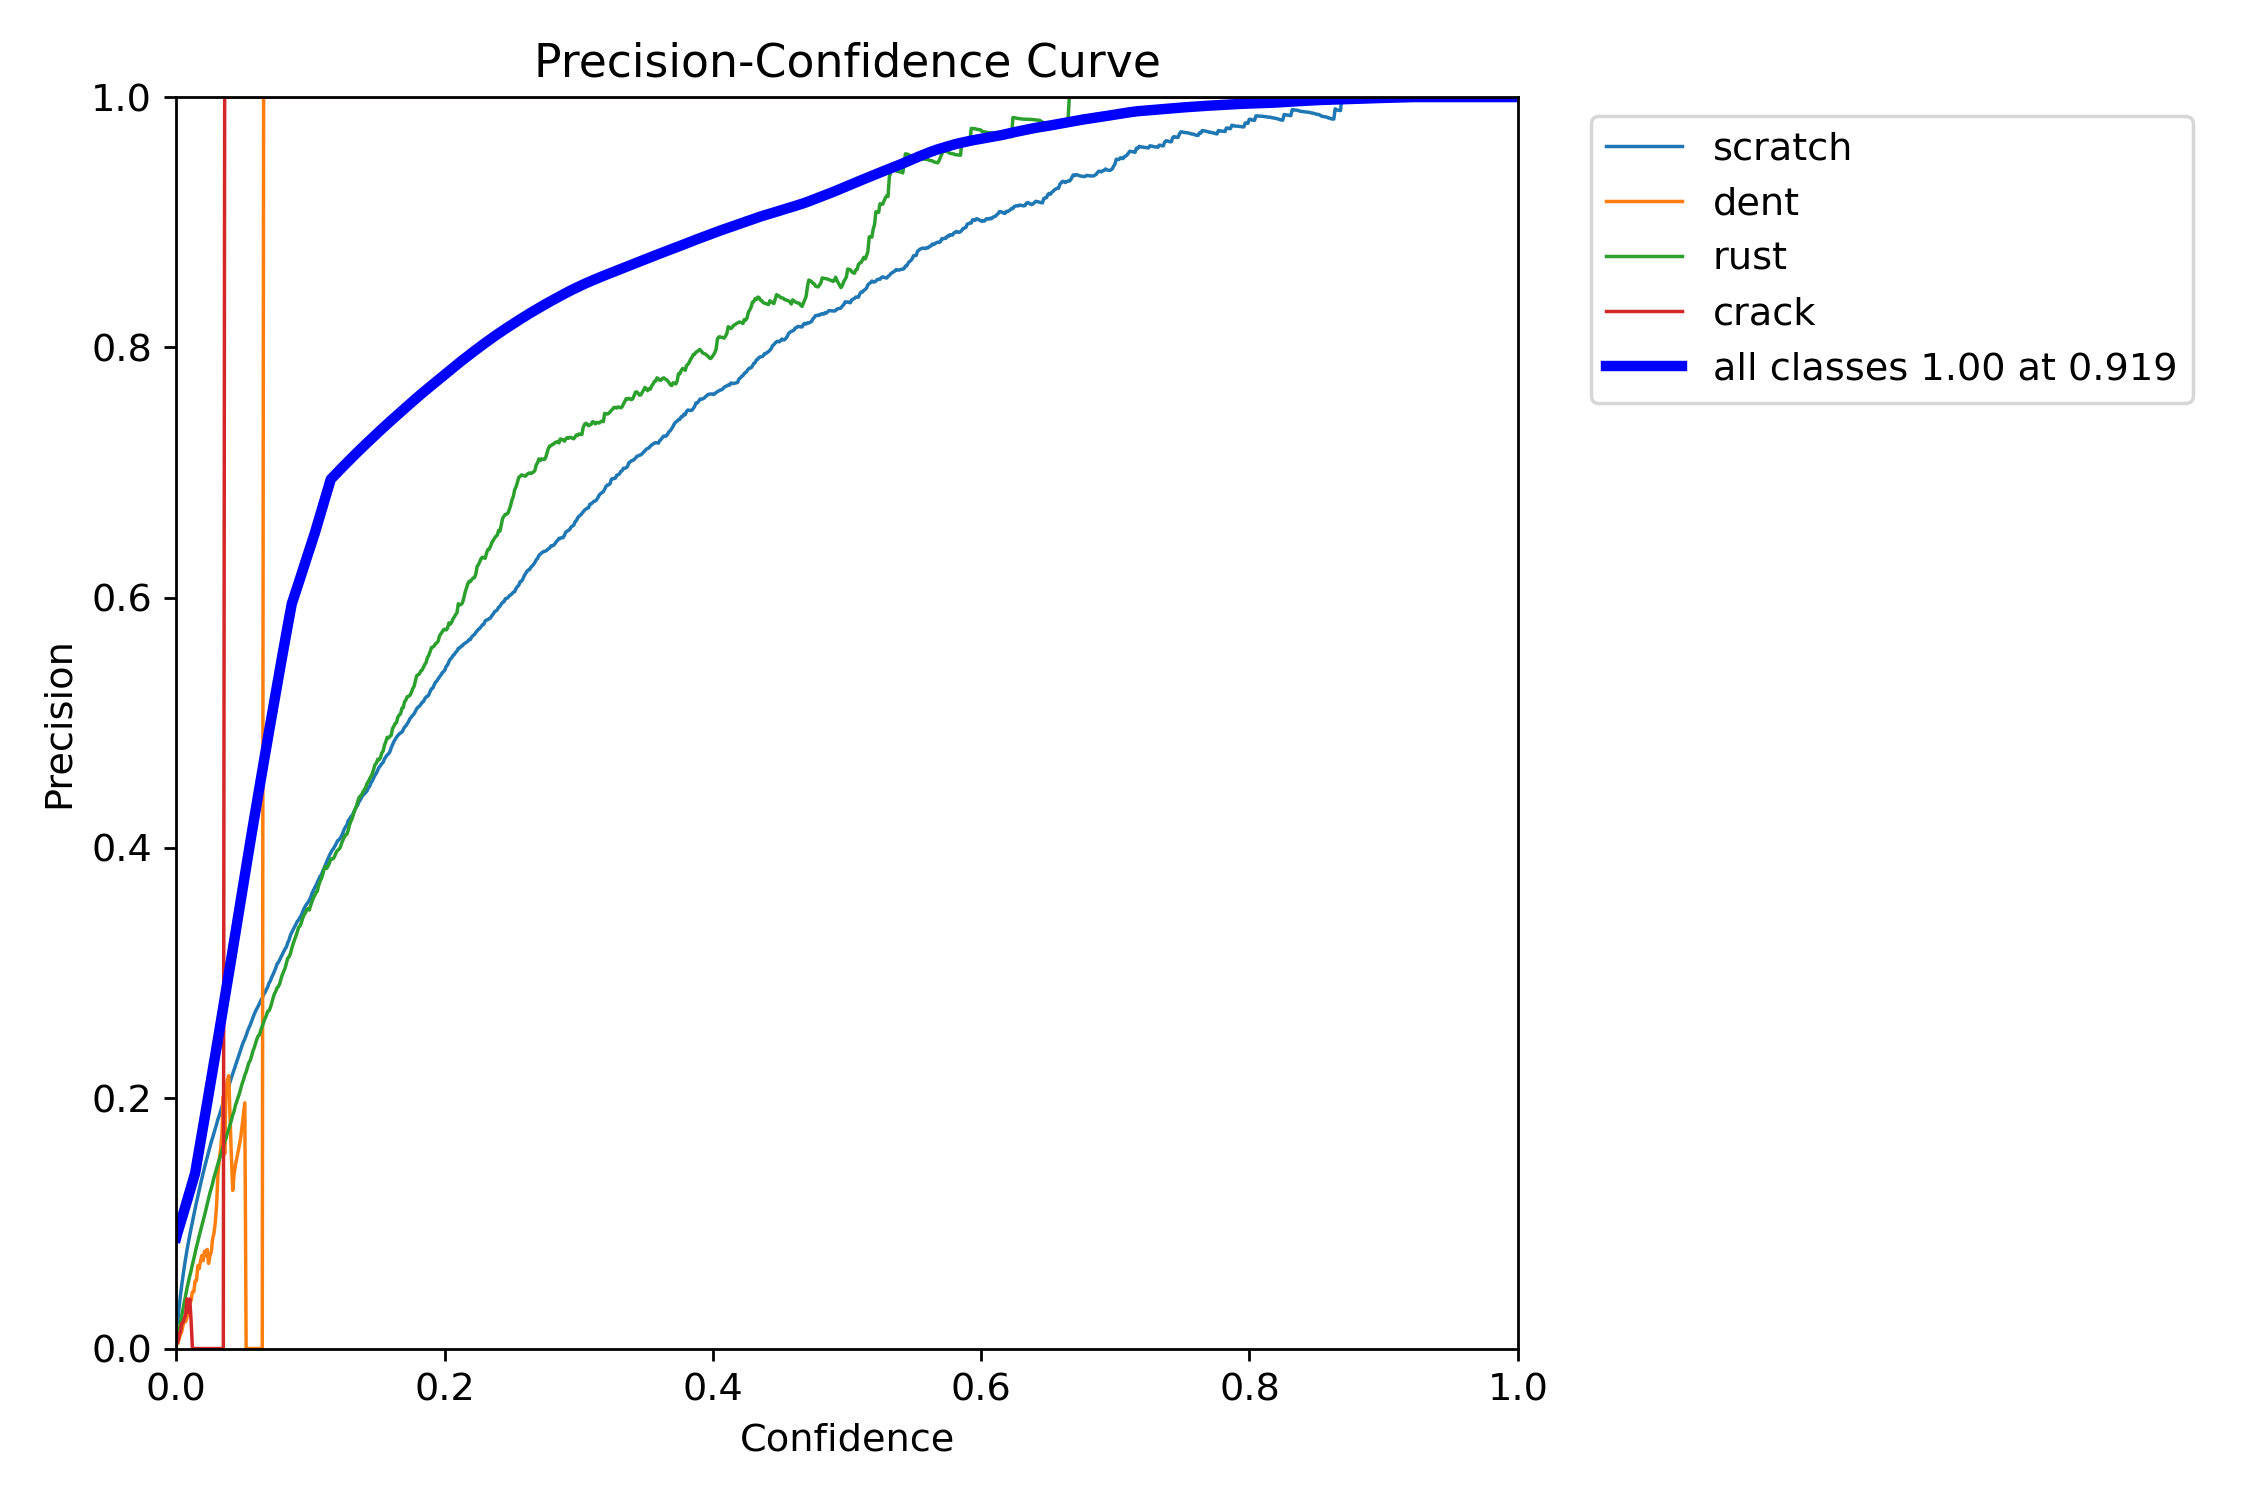 Precision-Confidence Curve
1.0
0.8
0.6
0.4
0.2
0.0
Precision
0.0 0.2 0.4 0.6 0.8 1.0
Confidence
scratch
dent
rust
crack
all classes 1.00 at 0.919